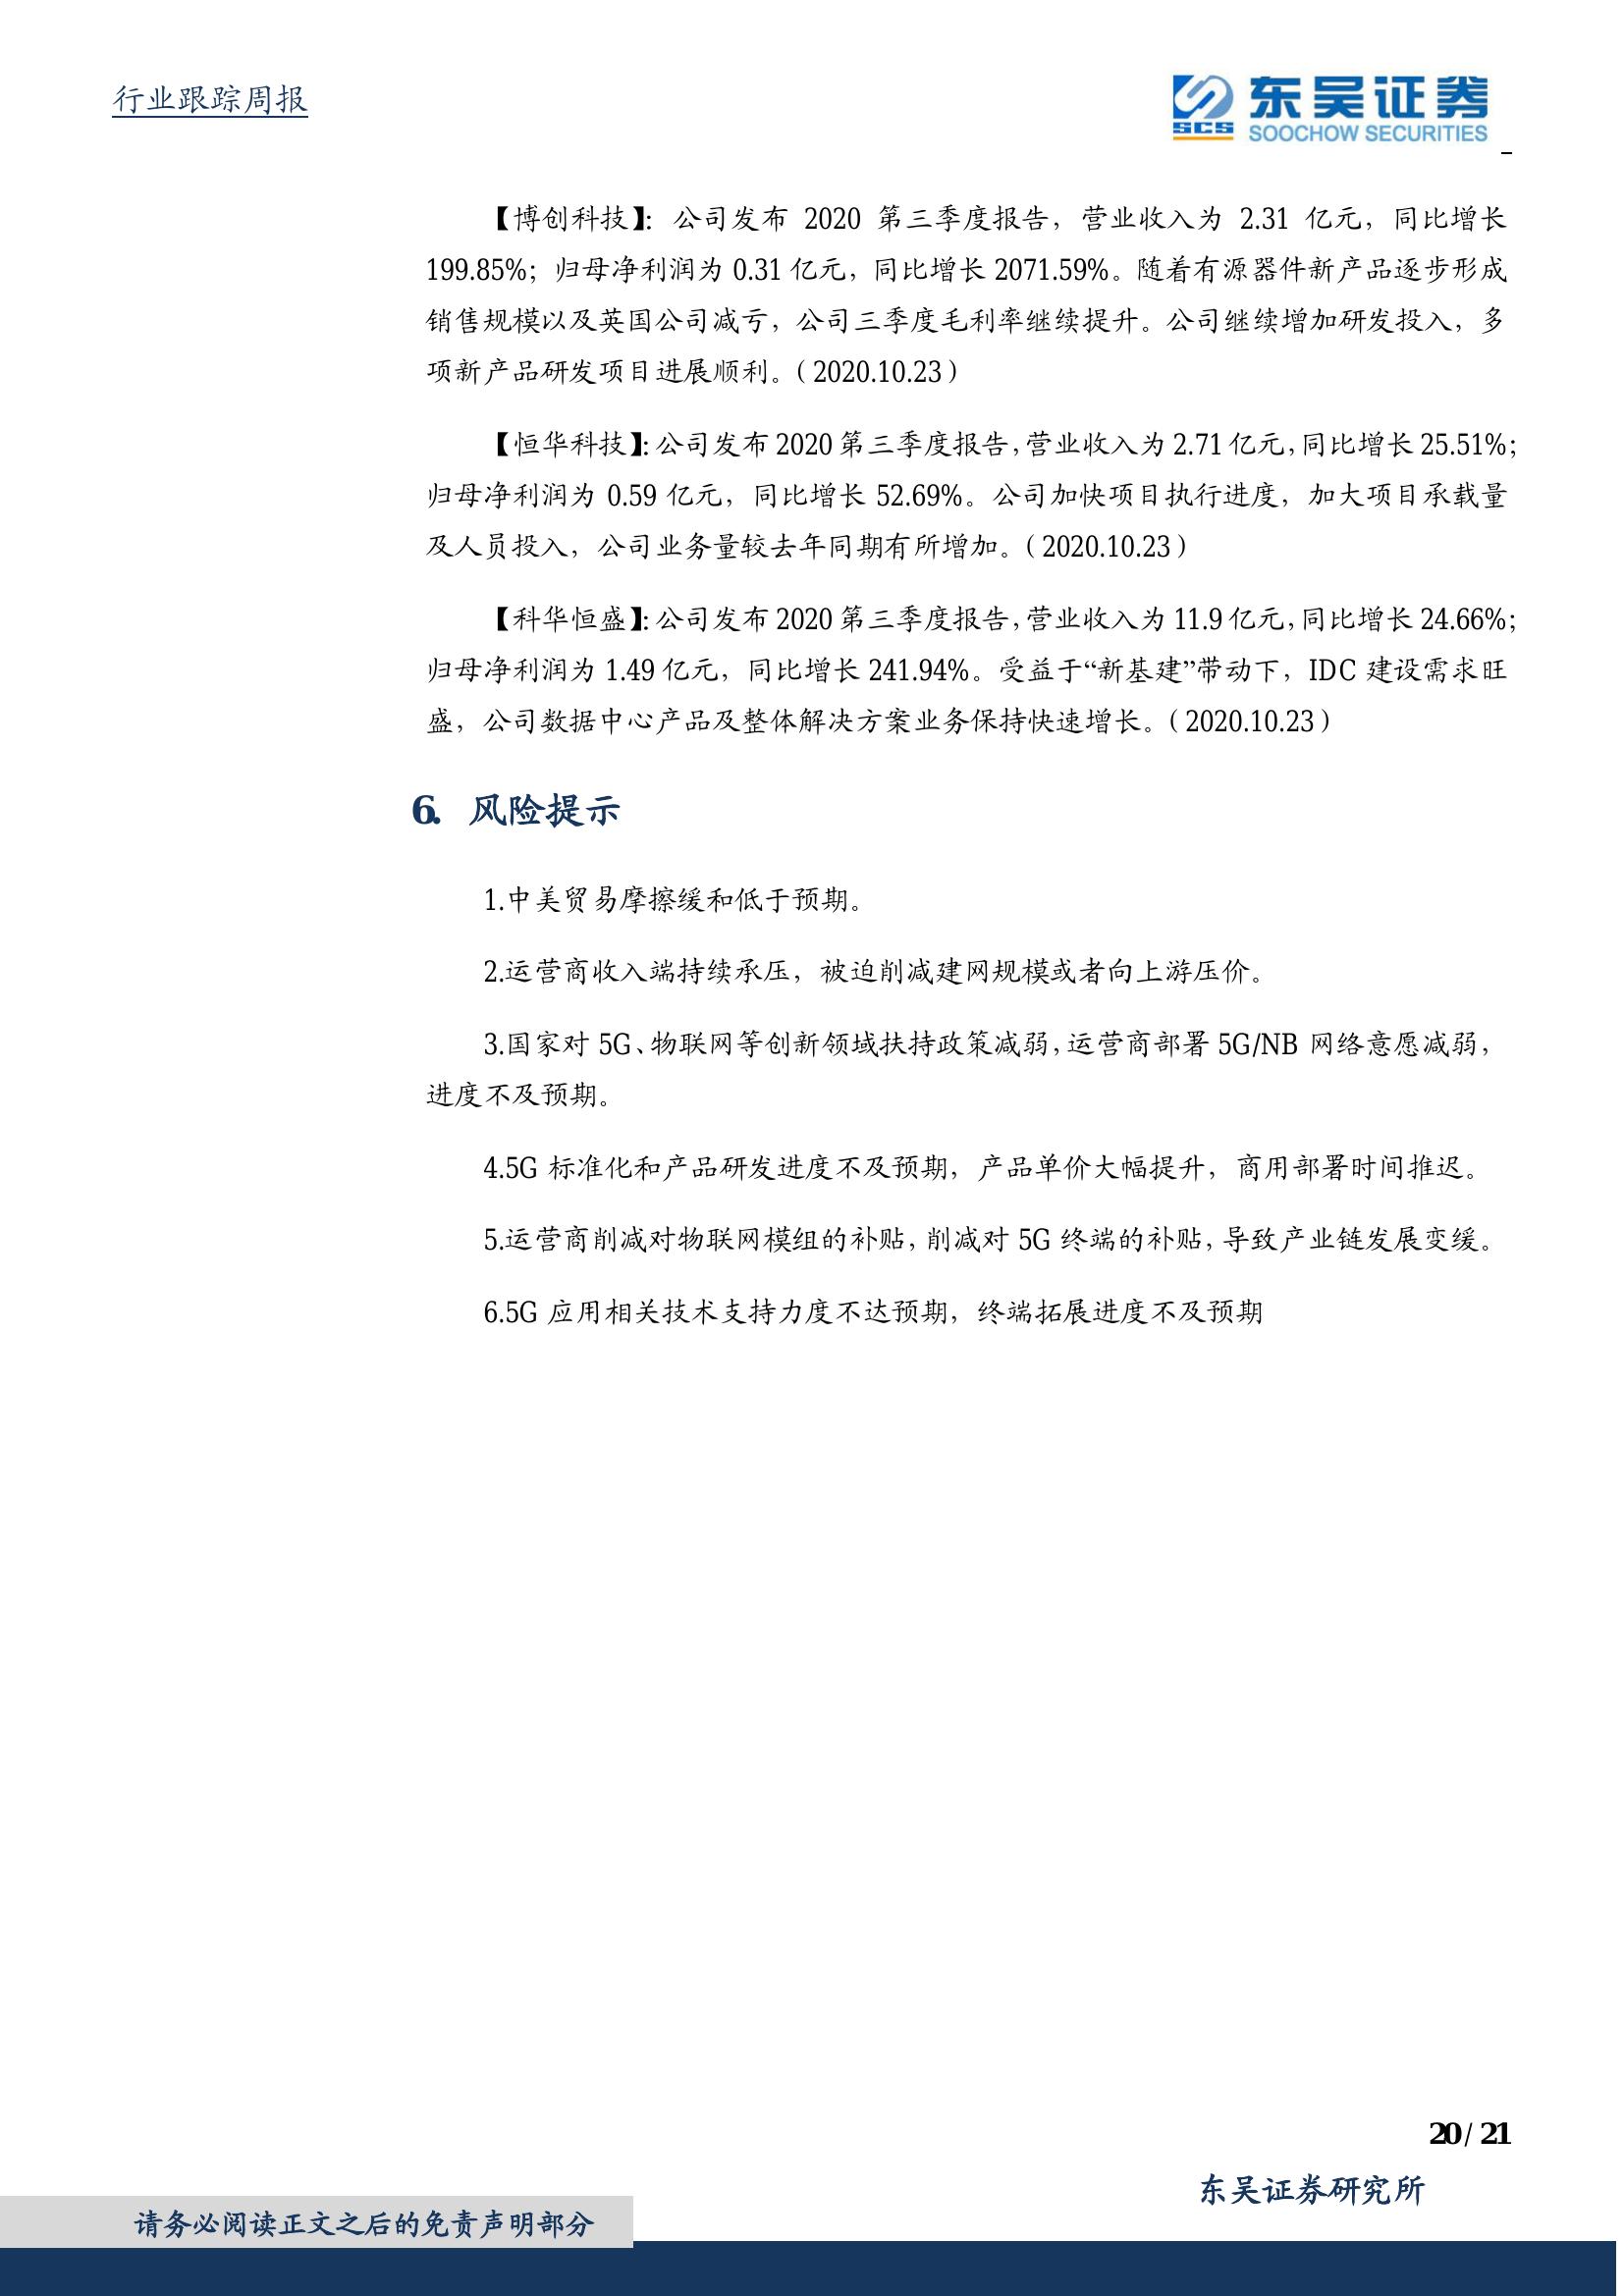 行业跟踪周报
SCS
东吴证券
SOOCHOW SECURITIES
【博创科技】：公司发布 2020 第三季度报告，营业收入为 2.31 亿元，同比增长
199.85%；归母净利润为 0.31 亿元，同比增长 2071.59%。随着有源器件新产品逐步形成
销售规模以及英国公司减亏，公司三季度毛利率继续提升。公司继续增加研发投入，多
项新产品研发项目进展顺利。（2020.10.23）
【恒华科技】：公司发布 2020 第三季度报告，营业收入为 2.71 亿元，同比增长 25.51%；
归母净利润为 0.59 亿元，同比增长 52.69%。公司加快项目执行进度，加大项目承载量
及人员投入，公司业务量较去年同期有所增加。（2020.10.23）
【科华恒盛】：公司发布 2020 第三季度报告，营业收入为 11.9 亿元，同比增长 24.66%；
归母净利润为 1.49 亿元，同比增长 241.94%。受益于“新基建”带动下，IDC 建设需求旺
盛，公司数据中心产品及整体解决方案业务保持快速增长。（2020.10.23）
6. 风险提示
1.中美贸易摩擦缓和低于预期。
2.运营商收入端持续承压，被迫削减建网规模或者向上游压价。
3.国家对 5G、物联网等创新领域扶持政策减弱，运营商部署 5G/NB 网络意愿减弱，
进度不及预期。
4.5G 标准化和产品研发进度不及预期，产品单价大幅提升，商用部署时间推迟。
5.运营商削减对物联网模组的补贴，削减对 5G 终端的补贴，导致产业链发展变缓。
6.5G 应用相关技术支持力度不达预期，终端拓展进度不及预期
20 / 21
东吴证券研究所
请务必阅读正文之后的免责声明部分